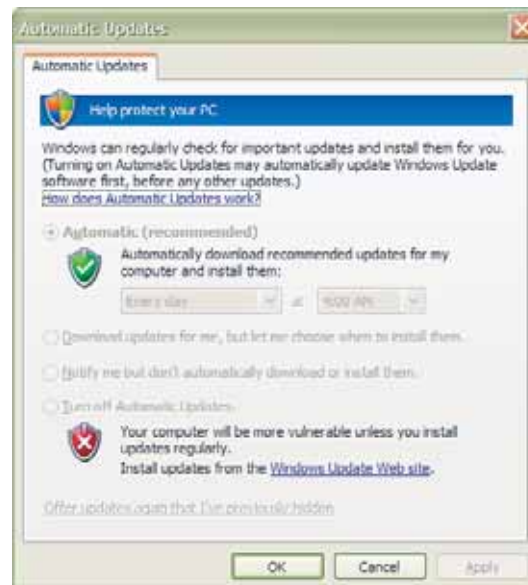 Automatic Updates
Automatic Updates
Help protect your PC
Windows can regularly check for important updates and install them for you.
(Turning on Automatic Updates may automatically update Windows Update
software first, before any other updates.)
How does Automatic Updates work?
Automatic (recommended)
Automatically download recommended updates for my
computer and install them:
Every day at AM
Download updates for me, but let me choose when to install them.
Notify me but don't automatically download or install them.
Turn off Automatic Updates.
Your computer will be more vulnerable unless you install
updates regularly.
Install updates from the Windows Update Web site.
Offer updates again that I've previously hidden
OK Cancel Apply